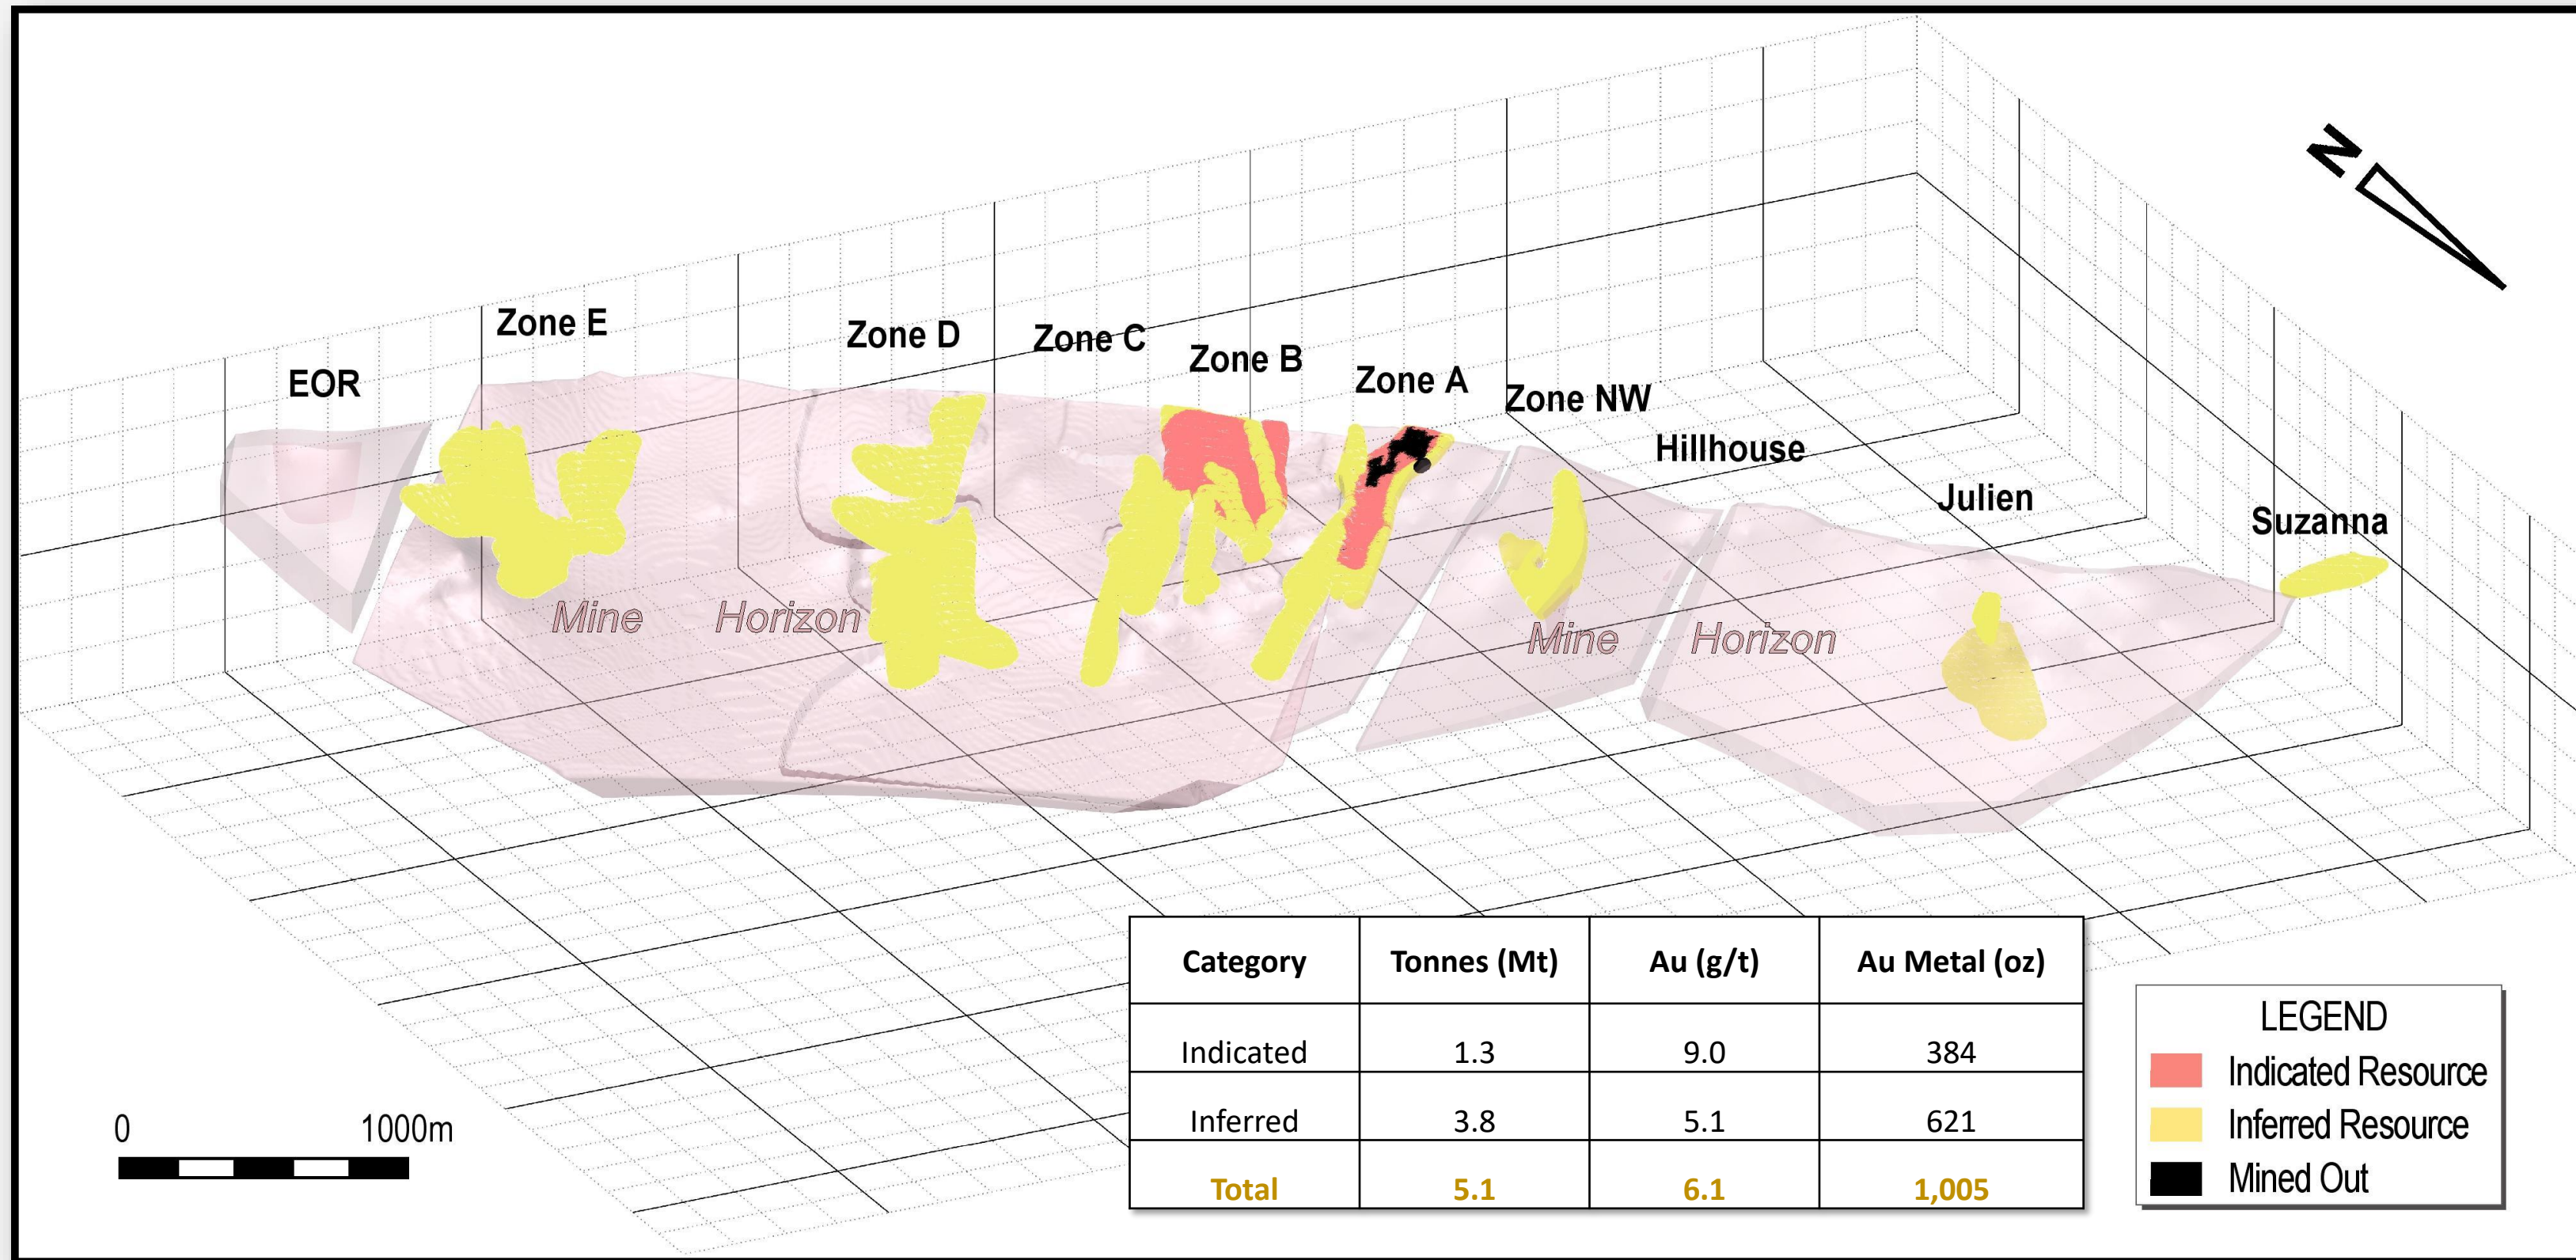 N
Zone E
Zone D
Zone C
Zone B
EOR
Zone A
Zone NW
Hillhouse
Julien
Suzanna
Mine Horizon
Mine Horizon
Category Tonnes (Mt) Au (g/t) Au Metal (oz)
Indicated 1.3 9.0 384
Inferred 3.8 5.1 621
Total 5.1 6.1 1,005
LEGEND
Indicated Resource
Inferred Resource
Mined Out
0 1000m